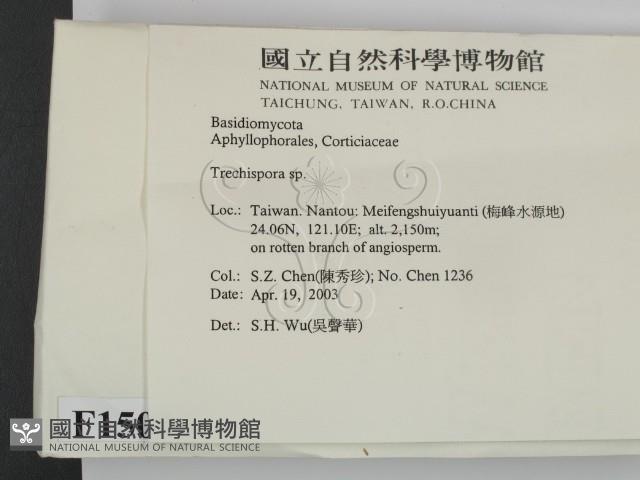 國立自然科學博物館
NATIONAL MUSEUM OF NATURAL SCIENCE
TAICHUNG, TAIWAN, R.O.CHINA
Basidiomycota
Aphyllophorales, Corticiaceae
Trechispora sp.
Loc.: Taiwan. Nantou: Meifengshuiyuanti (梅峰水源地)
24.06N, 121.10E; alt. 2,150m;
on rotten branch of angiosperm.
Col.: S.Z. Chen(陳秀珍); No. Chen 1236
Date: Apr. 19, 2003
Det.: S.H. Wu(吳聲華)
國立自然科學博物館
NATIONAL MUSEUM OF NATURAL SCIENCE